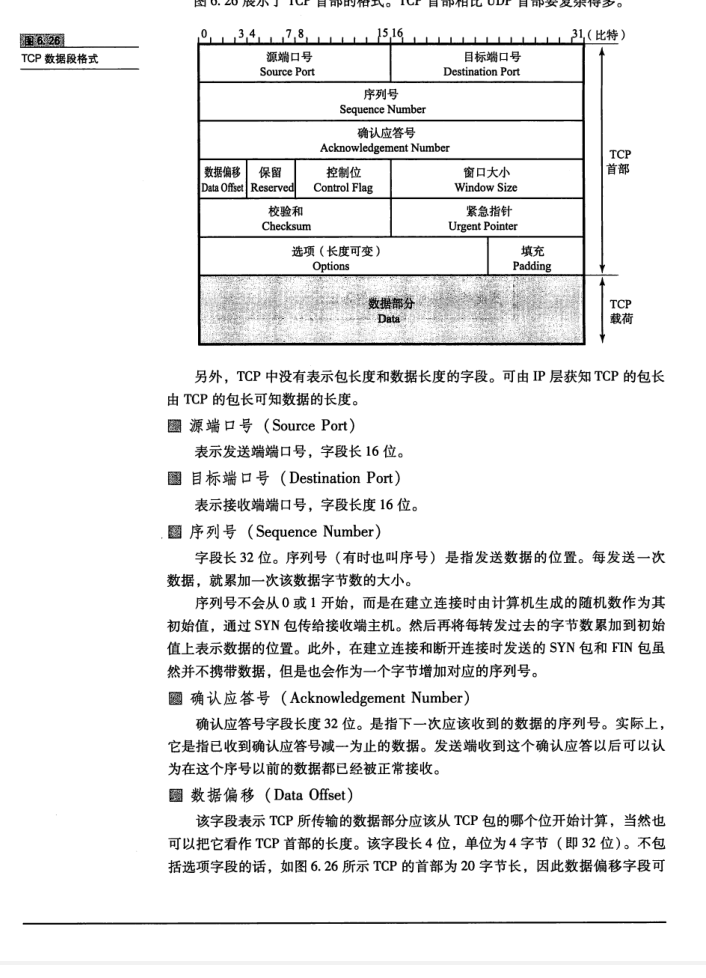 图 6.26 展示了 TCP 首部的格式。TCP 首部相比 UDP 首部要复杂得多。
图 6.26
TCP 数据段格式
0 3 4 7 8 15 16 31 (比特)
源端口号 目标端口号
Source Port Destination Port
序列号
Sequence Number
确认应答号
Acknowledgement Number
TCP
首部
数据偏移 保留 控制位 窗口大小
Data Offset Reserved Control Flag Window Size
校验和 紧急指针
Checksum Urgent Pointer
选项（长度可变） 填充
Options Padding
数据部分
Data
TCP
载荷
另外，TCP 中没有表示包长度和数据长度的字段。可由 IP 层获知 TCP 的包长
由 TCP 的包长可知数据的长度。
源端口号（Source Port）
表示发送端端口号，字段长 16 位。
目标端口号（Destination Port）
表示接收端端口号，字段长度 16 位。
序列号（Sequence Number）
字段长 32 位。序列号（有时也叫序号）是指发送数据的位置。每发送一次
数据，就累加一次该数据字节数的大小。
序列号不会从 0 或 1 开始，而是在建立连接时由计算机生成的随机数作为其
初始值，通过 SYN 包传给接收端主机。然后再将每转发过去的字节数累加到初始
值上表示数据的位置。此外，在建立连接和断开连接时发送的 SYN 包和 FIN 包虽
然并不携带数据，但是也会作为一个字节增加对应的序列号。
确认应答号（Acknowledgement Number）
确认应答号字段长度 32 位。是指下一次应该收到的数据的序列号。实际上，
它是指已收到确认应答号减一为止的数据。发送端收到这个确认应答以后可以认
为在这个序号以前的数据都已经被正常接收。
数据偏移（Data Offset）
该字段表示 TCP 所传输的数据部分应该从 TCP 包的哪个位开始计算，当然也
可以把它看作 TCP 首部的长度。该字段长 4 位，单位为 4 字节（即 32 位）。不包
括选项字段的话，如图 6.26 所示 TCP 的首部为 20 字节长，因此数据偏移字段可